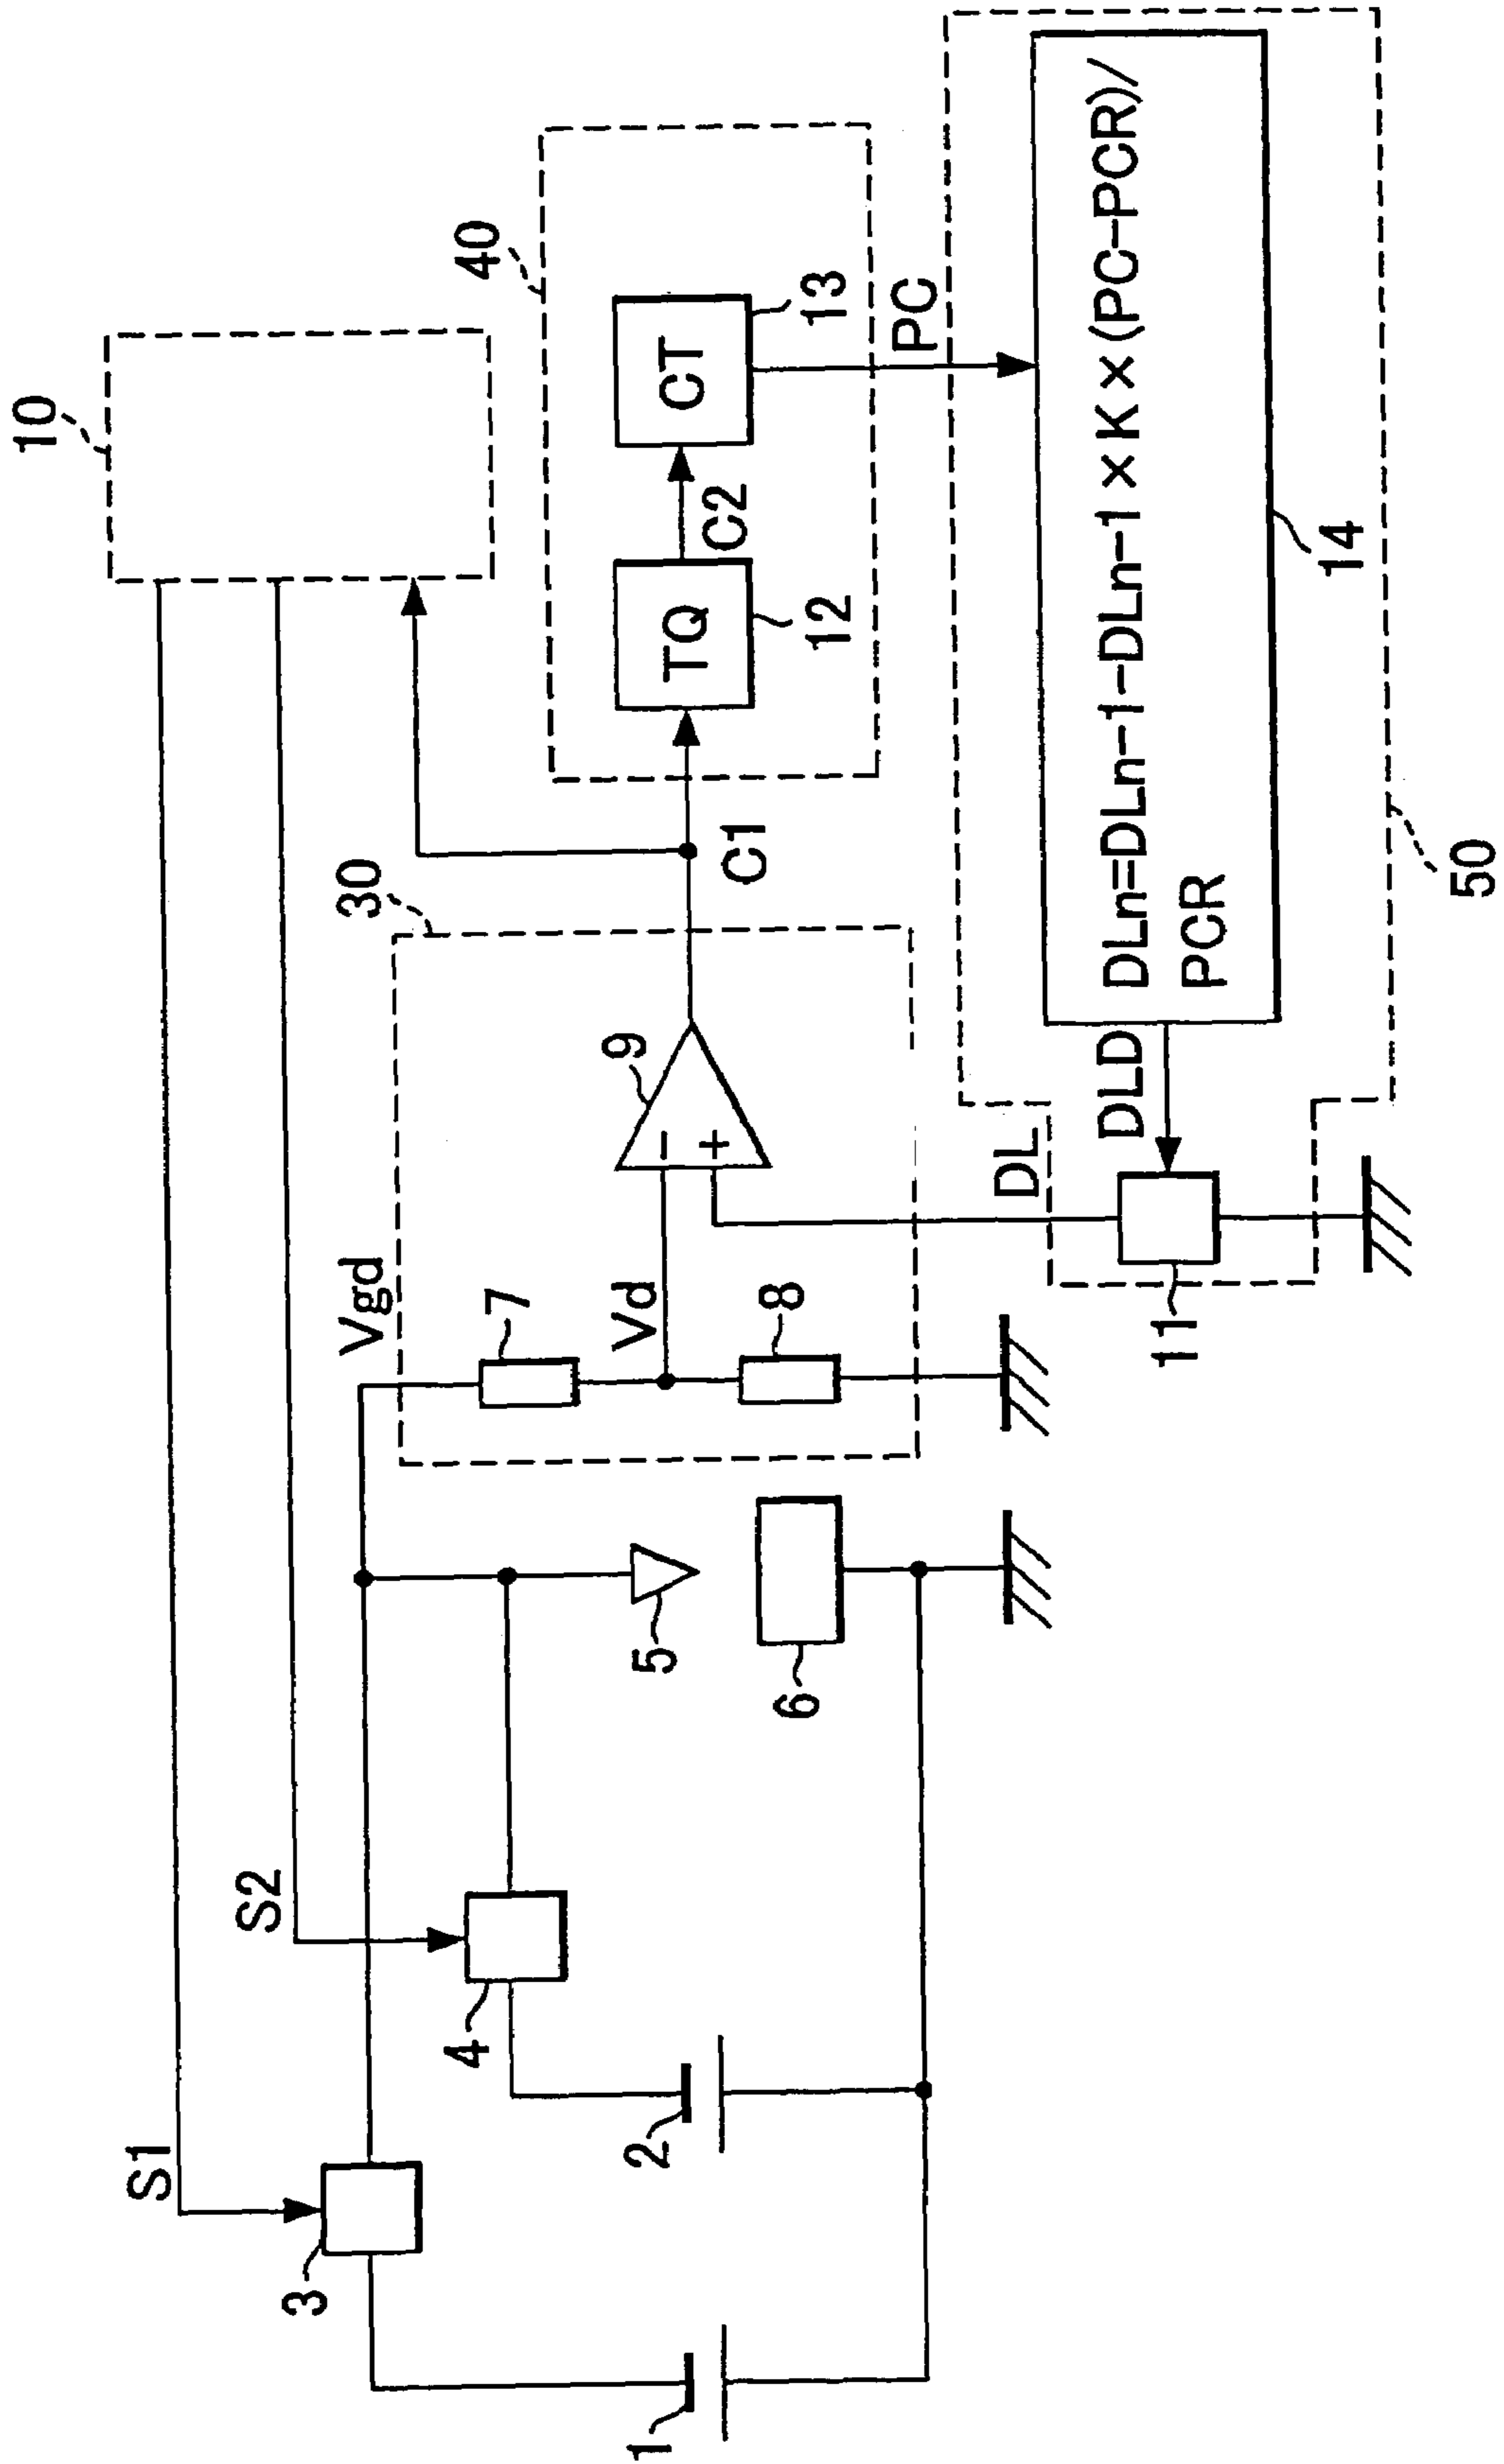 10
S1
S2
40
30
Vgd
7
9
TQ
C2
CT
3
4
5
Vd
−
+
C1
12
13
1
2
6
8
PC
DL
DLD
DLn=DLn-1-DLn-1×K×(PC-PCR)/
PCR
11
14
50